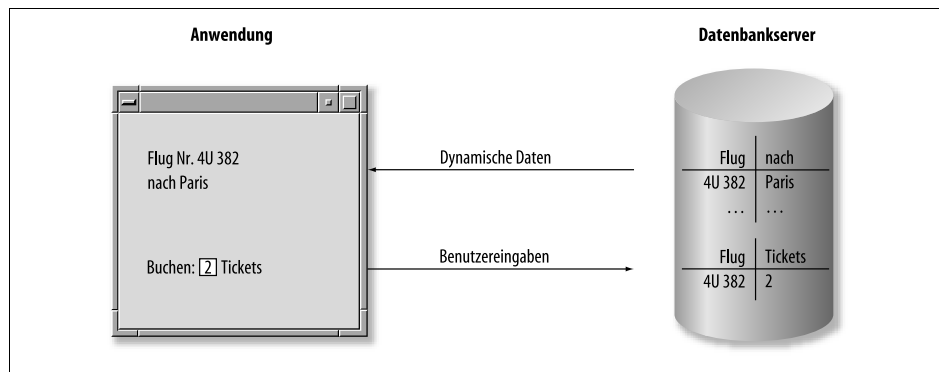 Anwendung
Datenbankserver
Flug Nr. 4U 382
nach Paris
Buchen: 2 Tickets
Dynamische Daten
Benutzereingaben
Flug nach
4U 382 Paris
... ...
Flug Tickets
4U 382 2